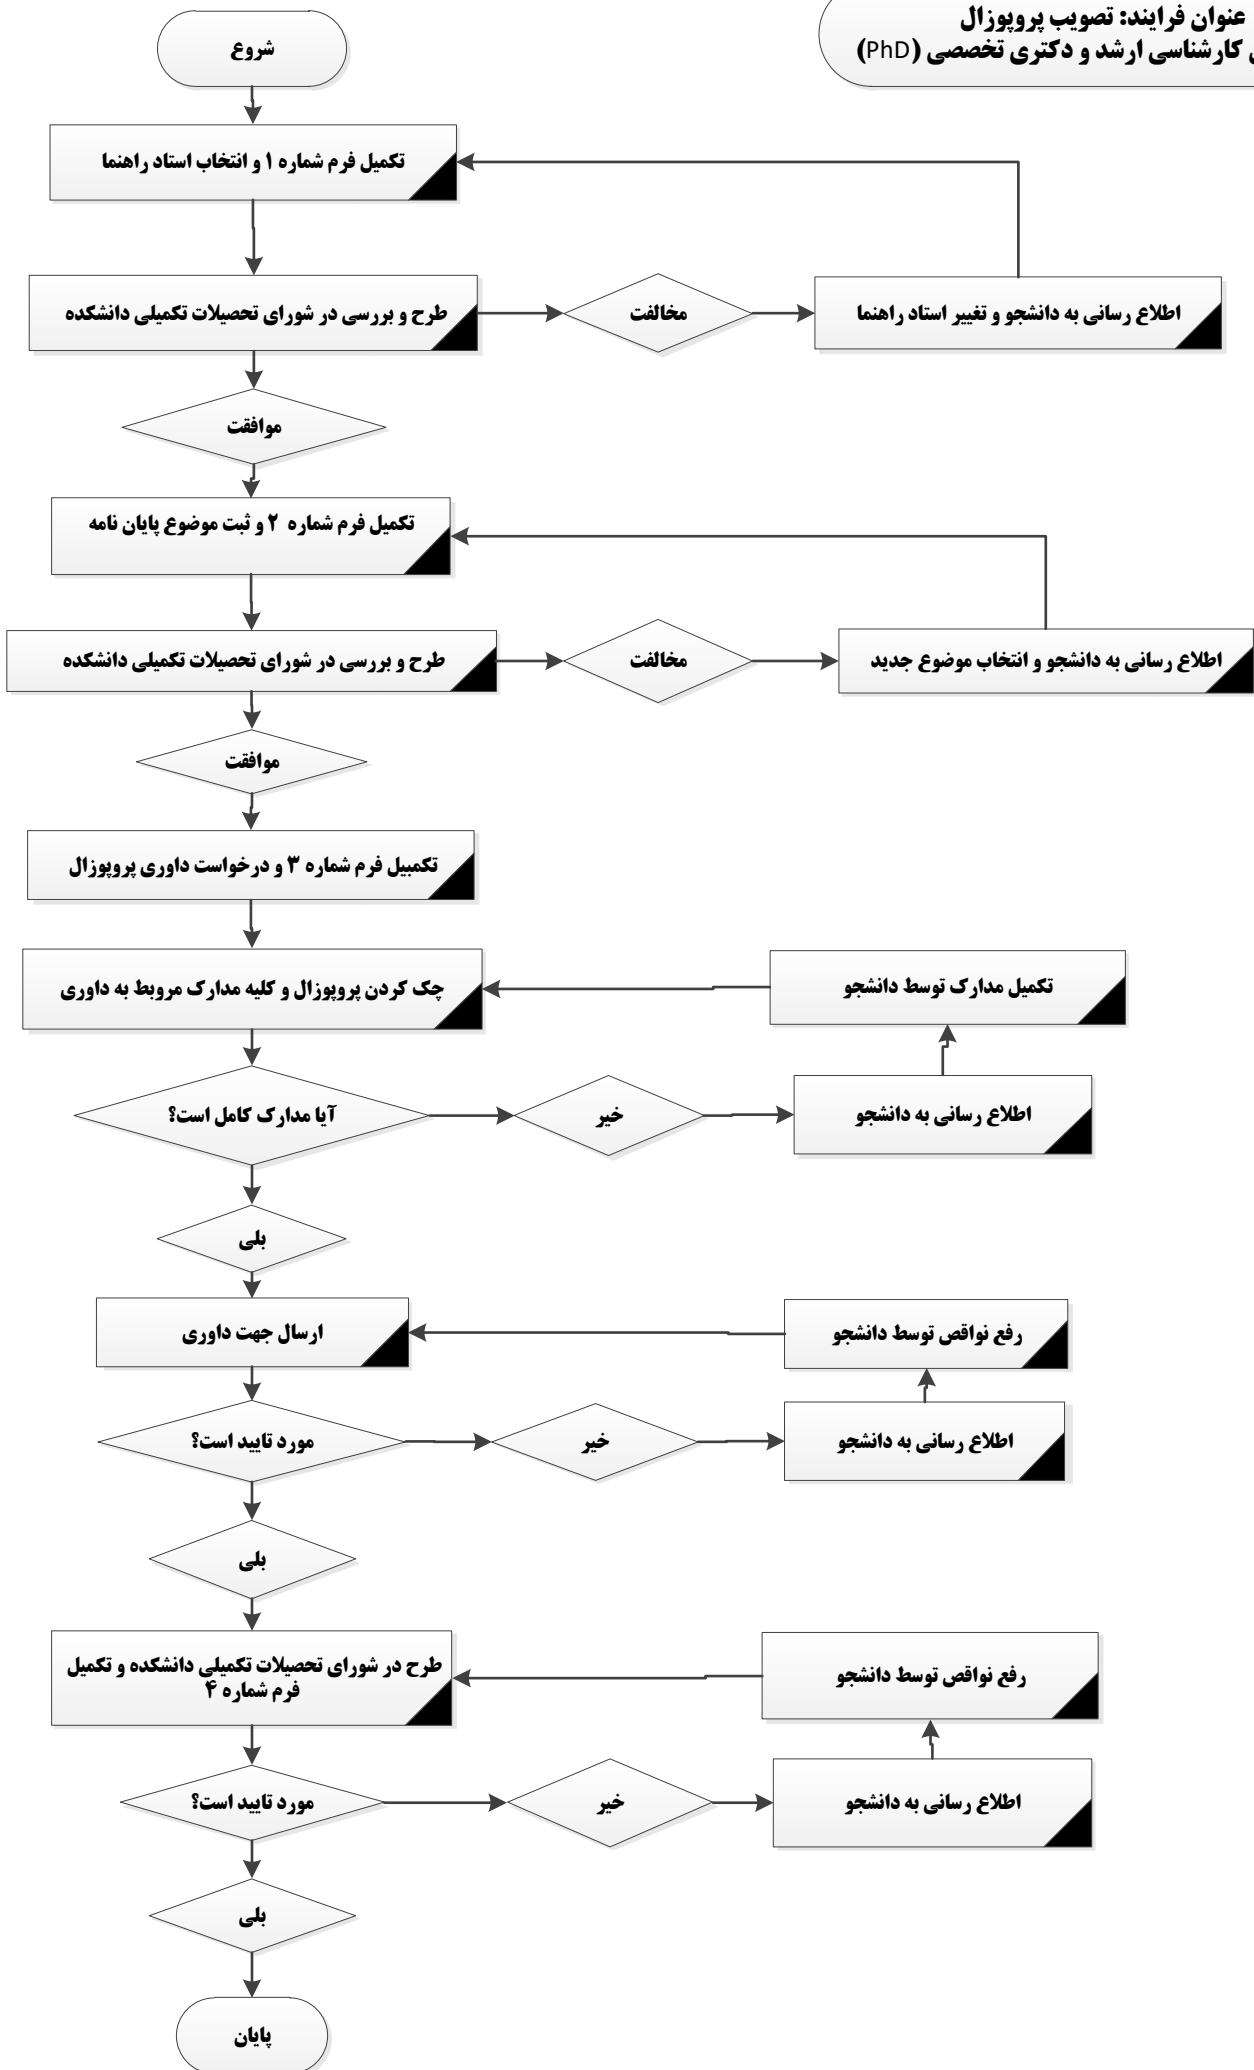 عنوان فرایند: تصویب پروپوزال
کارشناسی ارشد و دکتری تخصصی (PhD)
شروع
تکمیل فرم شماره ۱ و انتخاب استاد راهنما
طرح و بررسی در شورای تحصیلات تکمیلی دانشکده
مخالفت
اطلاع رسانی به دانشجو و تغییر استاد راهنما
موافقت
تکمیل فرم شماره ۲ و ثبت موضوع پایان نامه
طرح و بررسی در شورای تحصیلات تکمیلی دانشکده
مخالفت
اطلاع رسانی به دانشجو و انتخاب موضوع جدید
موافقت
تکمبیل فرم شماره ۳ و درخواست داوری پروپوزال
چک کردن پروپوزال و کلیه مدارک مروبط به داوری
تکمیل مدارک توسط دانشجو
آیا مدارک کامل است؟
خیر
اطلاع رسانی به دانشجو
بلی
ارسال جهت داوری
رفع نواقص توسط دانشجو
مورد تایید است؟
خیر
اطلاع رسانی به دانشجو
بلی
طرح در شورای تحصیلات تکمیلی دانشکده و تکمیل
فرم شماره ۴
رفع نواقص توسط دانشجو
مورد تایید است؟
خیر
اطلاع رسانی به دانشجو
بلی
پایان